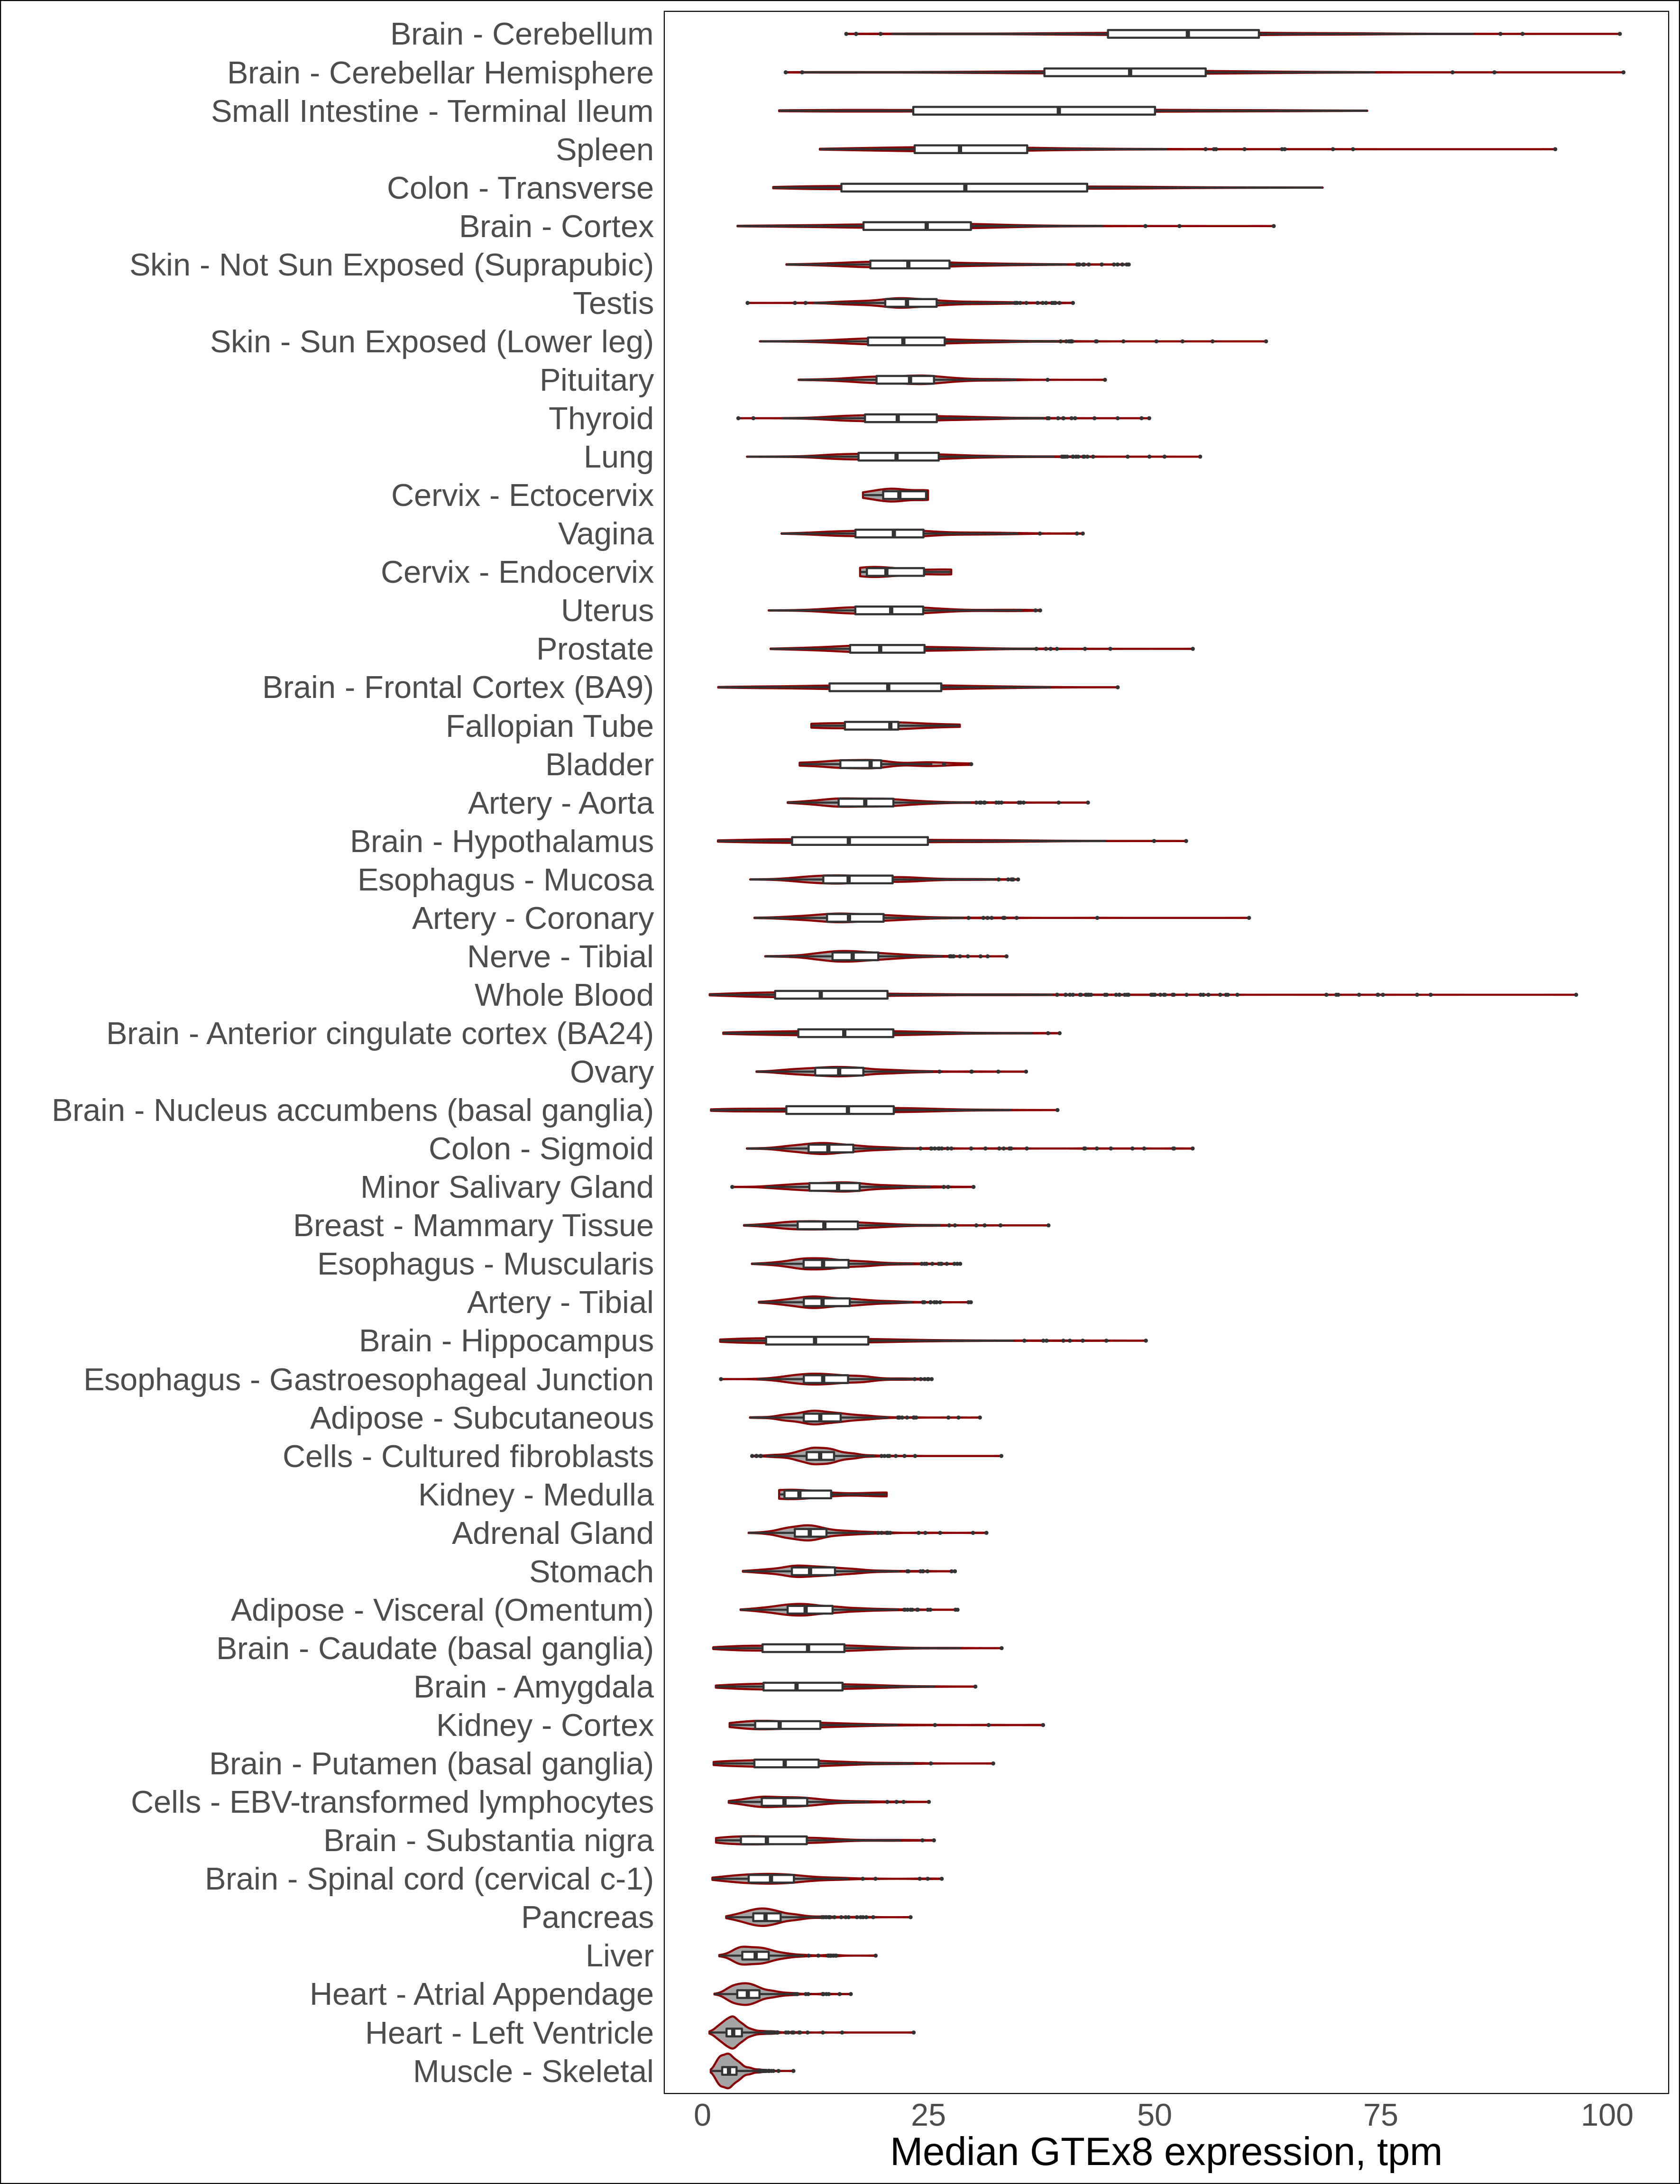 Brain - Cerebellum
Brain - Cerebellar Hemisphere
Small Intestine - Terminal Ileum
Spleen
Colon - Transverse
Brain - Cortex
Skin - Not Sun Exposed (Suprapubic)
Testis
Skin - Sun Exposed (Lower leg)
Pituitary
Thyroid
Lung
Cervix - Ectocervix
Vagina
Cervix - Endocervix
Uterus
Prostate
Brain - Frontal Cortex (BA9)
Fallopian Tube
Bladder
Artery - Aorta
Brain - Hypothalamus
Esophagus - Mucosa
Artery - Coronary
Nerve - Tibial
Whole Blood
Brain - Anterior cingulate cortex (BA24)
Ovary
Brain - Nucleus accumbens (basal ganglia)
Colon - Sigmoid
Minor Salivary Gland
Breast - Mammary Tissue
Esophagus - Muscularis
Artery - Tibial
Brain - Hippocampus
Esophagus - Gastroesophageal Junction
Adipose - Subcutaneous
Cells - Cultured fibroblasts
Kidney - Medulla
Adrenal Gland
Stomach
Adipose - Visceral (Omentum)
Brain - Caudate (basal ganglia)
Brain - Amygdala
Kidney - Cortex
Brain - Putamen (basal ganglia)
Cells - EBV-transformed lymphocytes
Brain - Substantia nigra
Brain - Spinal cord (cervical c-1)
Pancreas
Liver
Heart - Atrial Appendage
Heart - Left Ventricle
Muscle - Skeletal
0 25 50 75 100
Median GTEx8 expression, tpm